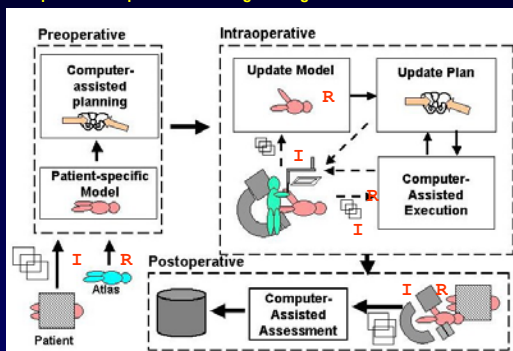 Preoperative
Computer-
assisted
planning
Patient-specific
Model
I
R
Atlas
Patient
Intraoperative
Update Model
R
Update Plan
I
R
I
Computer-
Assisted
Execution
Postoperative
Computer-
Assisted
Assessment
I R